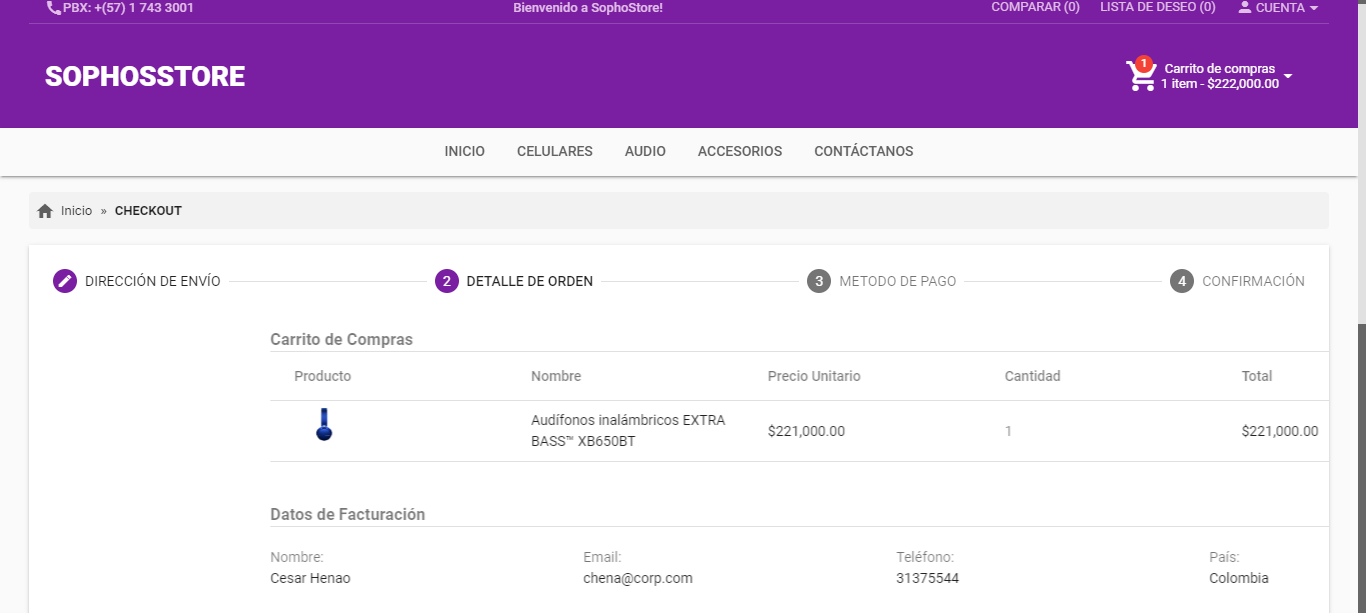 PBX: +(57) 1 743 3001
Bienvenido a SophoStore!
COMPARAR (0)
LISTA DE DESEO (0)
CUENTA
SOPHOSSTORE
1
Carrito de compras
1 item - $222,000.00
INICIO
CELULARES
AUDIO
ACCESORIOS
CONTÁCTANOS
Inicio » CHECKOUT
DIRECCIÓN DE ENVÍO
2 DETALLE DE ORDEN
3 METODO DE PAGO
4 CONFIRMACIÓN
Carrito de Compras
Producto
Nombre
Precio Unitario
Cantidad
Total
Audífonos inalámbricos EXTRA
BASS™ XB650BT
$221,000.00
1
$221,000.00
Datos de Facturación
Nombre:
Email:
Teléfono:
País:
Cesar Henao
chena@corp.com
31375544
Colombia